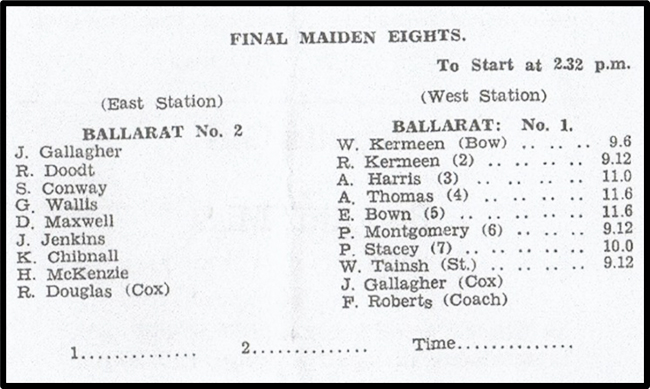 FINAL MAIDEN EIGHTS.
To Start at 2.32 p.m.
(East Station)
BALLARAT No. 2
J. Gallagher
R. Doodt
S. Conway
G. Wallis
D. Maxwell
J. Jenkins
K. Chibnall
H. McKenzie
R. Douglas (Cox)
(West Station)
BALLARAT: No. 1.
W. Kermeen (Bow) .. .. .. 9.6
R. Kermeen (2) .. .. .. .. 9.12
A. Harris (3) .. .. .. .. 11.0
A. Thomas (4) .. .. .. .. 11.6
E. Bown (5) .. .. .. .. 11.6
P. Montgomery (6) .. .. .. 9.12
P. Stacey (7) .. .. .. .. 10.0
W. Tainsh (St.) .. .. .. .. 9.12
J. Gallagher (Cox)
F. Roberts (Coach)
1.............. 2.............. Time..............